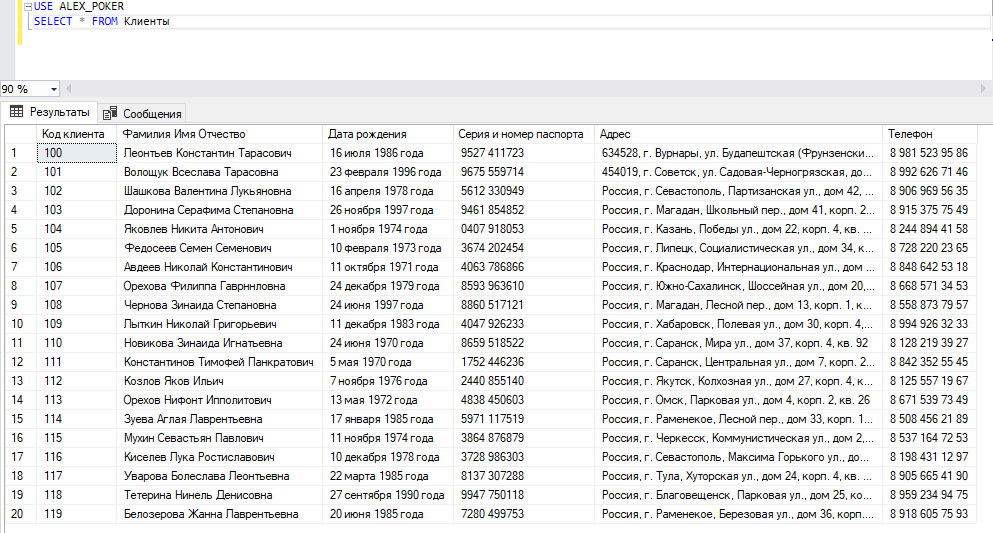 USE ALEX_POKER
SELECT * FROM Клиенты
90 %
Результаты Сообщения
Код клиента Фамилия Имя Отчество Дата рождения Серия и номер паспорта Адрес Телефон
1 100 Леонтьев Константин Тарасович 16 июля 1986 года 9527 411723 634528, г. Вурнары, ул. Будапештская (Фрунзенски... 8 981 523 95 86
2 101 Волощук Всеслава Тарасовна 23 февраля 1996 года 9675 559714 454019, г. Советск, ул. Садовая-Черногрязская, до... 8 992 626 71 46
3 102 Шашкова Валентина Лукьяновна 16 апреля 1978 года 5612 330949 Россия, г. Севастополь, Партизанская ул., дом 42, ... 8 906 969 56 35
4 103 Доронина Серафима Степановна 26 ноября 1997 года 9461 854852 Россия, г. Магадан, Школьный пер., дом 41, корп. 2... 8 915 375 75 49
5 104 Яковлев Никита Антонович 1 ноября 1974 года 0407 918053 Россия, г. Казань, Победы ул., дом 22, корп. 4, кв. ... 8 244 894 41 58
6 105 Федосеев Семен Семенович 10 февраля 1973 года 3674 202454 Россия, г. Липецк, Социалистическая ул., дом 34, к... 8 728 220 23 65
7 106 Авдеев Николай Константинович 11 октября 1971 года 4063 786866 Россия, г. Краснодар, Интернациональная ул., дом ... 8 848 642 53 18
8 107 Орехова Филиппа Гаврннловна 24 декабря 1979 года 8593 963610 Россия, г. Южно-Сахалинск, Шоссейная ул., дом 20,... 8 668 571 34 53
9 108 Чернова Зинаида Степановна 24 июня 1997 года 8860 517121 Россия, г. Магадан, Лесной пер., дом 13, корп. 1, к... 8 558 873 79 57
10 109 Лыткин Николай Григорьевич 11 декабря 1983 года 4047 926233 Россия, г. Хабаровск, Полевая ул., дом 30, корп. 4,... 8 994 926 32 33
11 110 Новикова Зинаида Игнатьевна 24 июня 1970 года 8659 518522 Россия, г. Саранск, Мира ул., дом 37, корп. 4, кв. 92 8 128 219 39 27
12 111 Константинов Тимофей Панкратович 5 мая 1970 года 1752 446236 Россия, г. Саранск, Центральная ул., дом 7, корп. 2... 8 842 352 55 45
13 112 Козлов Яков Ильич 7 ноября 1976 года 2440 855140 Россия, г. Якутск, Колхозная ул., дом 27, корп. 4, к... 8 125 557 19 67
14 113 Орехов Нифонт Ипполитович 13 мая 1972 года 4838 450603 Россия, г. Омск, Парковая ул., дом 4, корп. 2, кв. 26 8 671 539 73 49
15 114 Зуева Аглая Лаврентьевна 17 января 1985 года 5971 117519 Россия, г. Раменекое, Лесной пер., дом 33, корп. 1... 8 508 456 21 89
16 115 Мухин Севастьян Павлович 11 ноября 1974 года 3864 876879 Россия, г. Черкесск, Коммунистическая ул., дом 2,... 8 537 164 72 53
17 116 Киселев Лука Ростиславович 10 декабря 1978 года 3728 986303 Россия, г. Севастополь, Максима Горького ул., до... 8 198 431 12 97
18 117 Уварова Болеслава Леонтьевна 22 марта 1985 года 8137 307288 Россия, г. Тула, Хуторская ул., дом 24, корп. 4, кв. ... 8 905 665 41 90
19 118 Тетерина Нинель Денисовна 27 сентября 1990 года 9947 750118 Россия, г. Благовещенск, Парковая ул., дом 25, ко... 8 959 234 94 75
20 119 Белозерова Жанна Лаврентьевна 20 июня 1985 года 7280 499753 Россия, г. Раменекое, Березовая ул., дом 36, корп.... 8 918 605 75 93